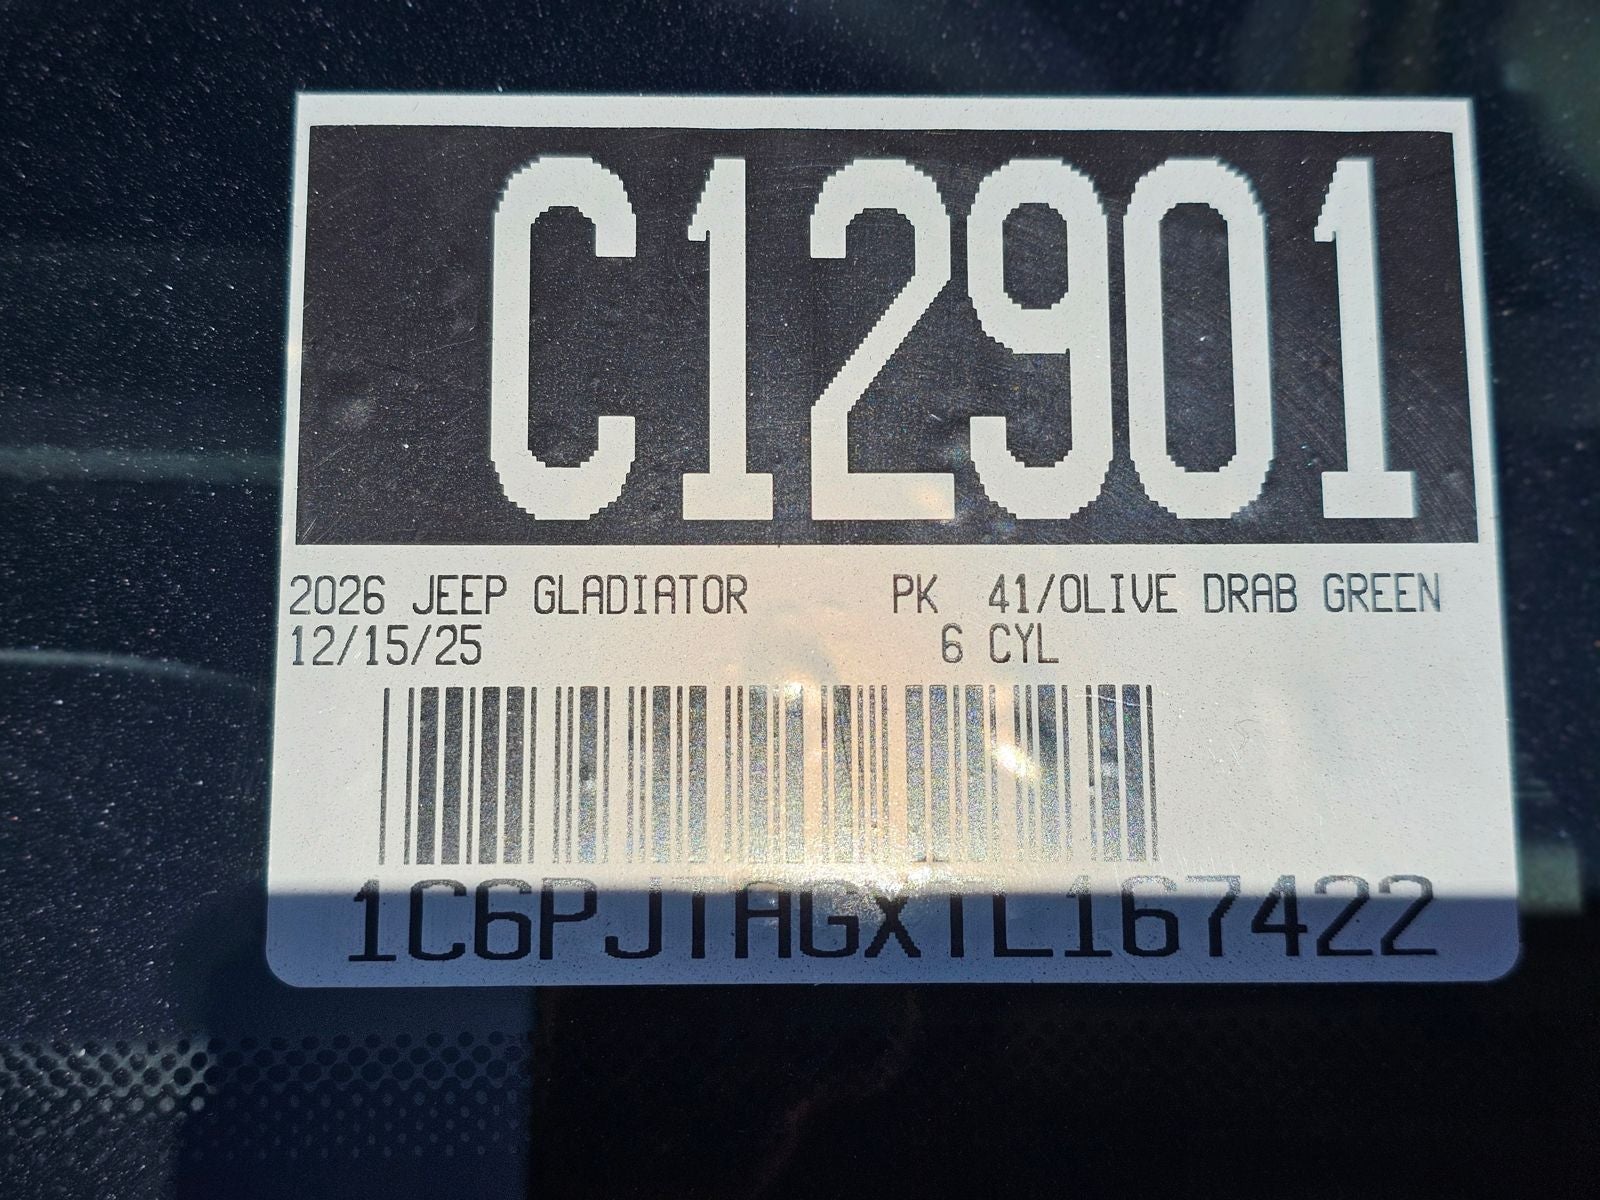 C12901
2026 JEEP GLADIATOR PK 41/OLIVE DRAB GREEN
12/15/25 6 CYL
1C6PJTAGXTL167422